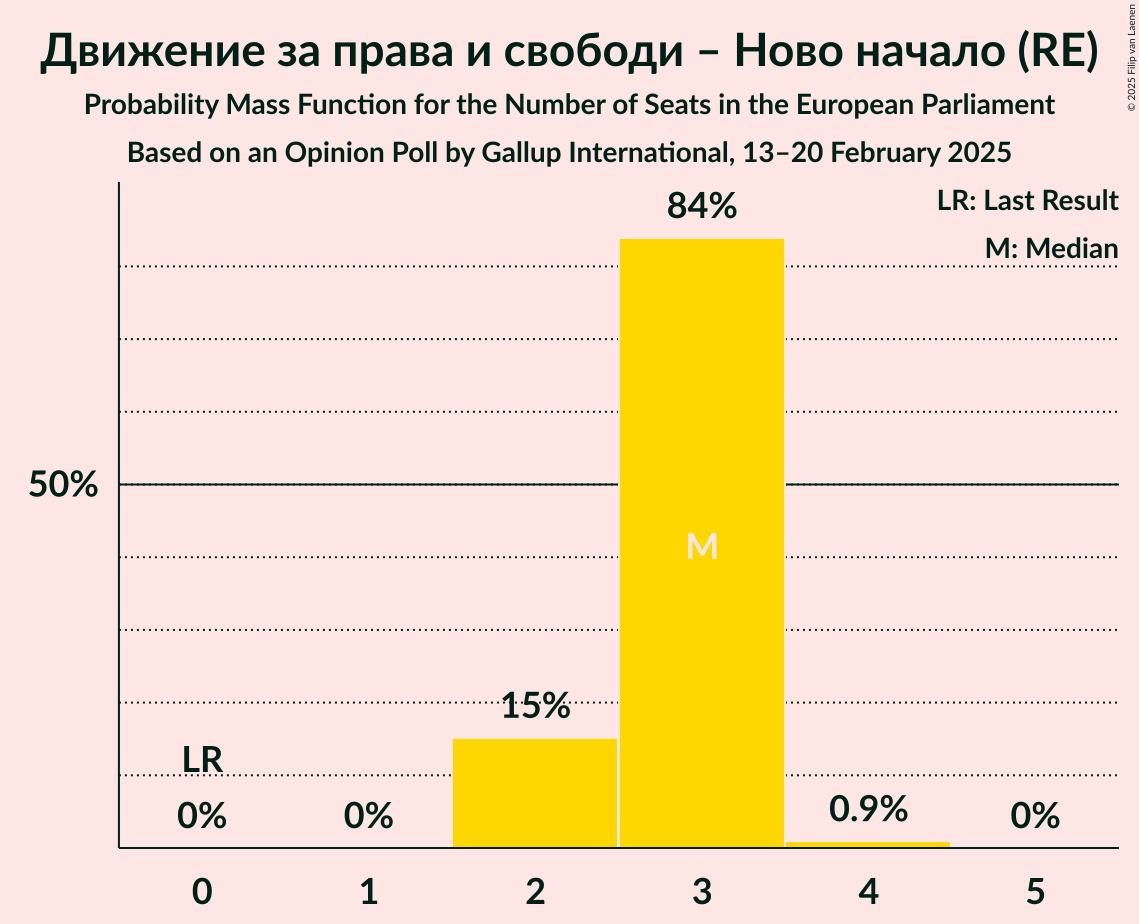 Движение за права и свободи – Ново начало (RE)
Probability Mass Function for the Number of Seats in the European Parliament
Based on an Opinion Poll by Gallup International, 13–20 February 2025
© 2025 Filip van Laenen
LR: Last Result
M: Median
84%
50%
M
15%
LR
0%
0%
0.9%
0%
0
1
2
3
4
5